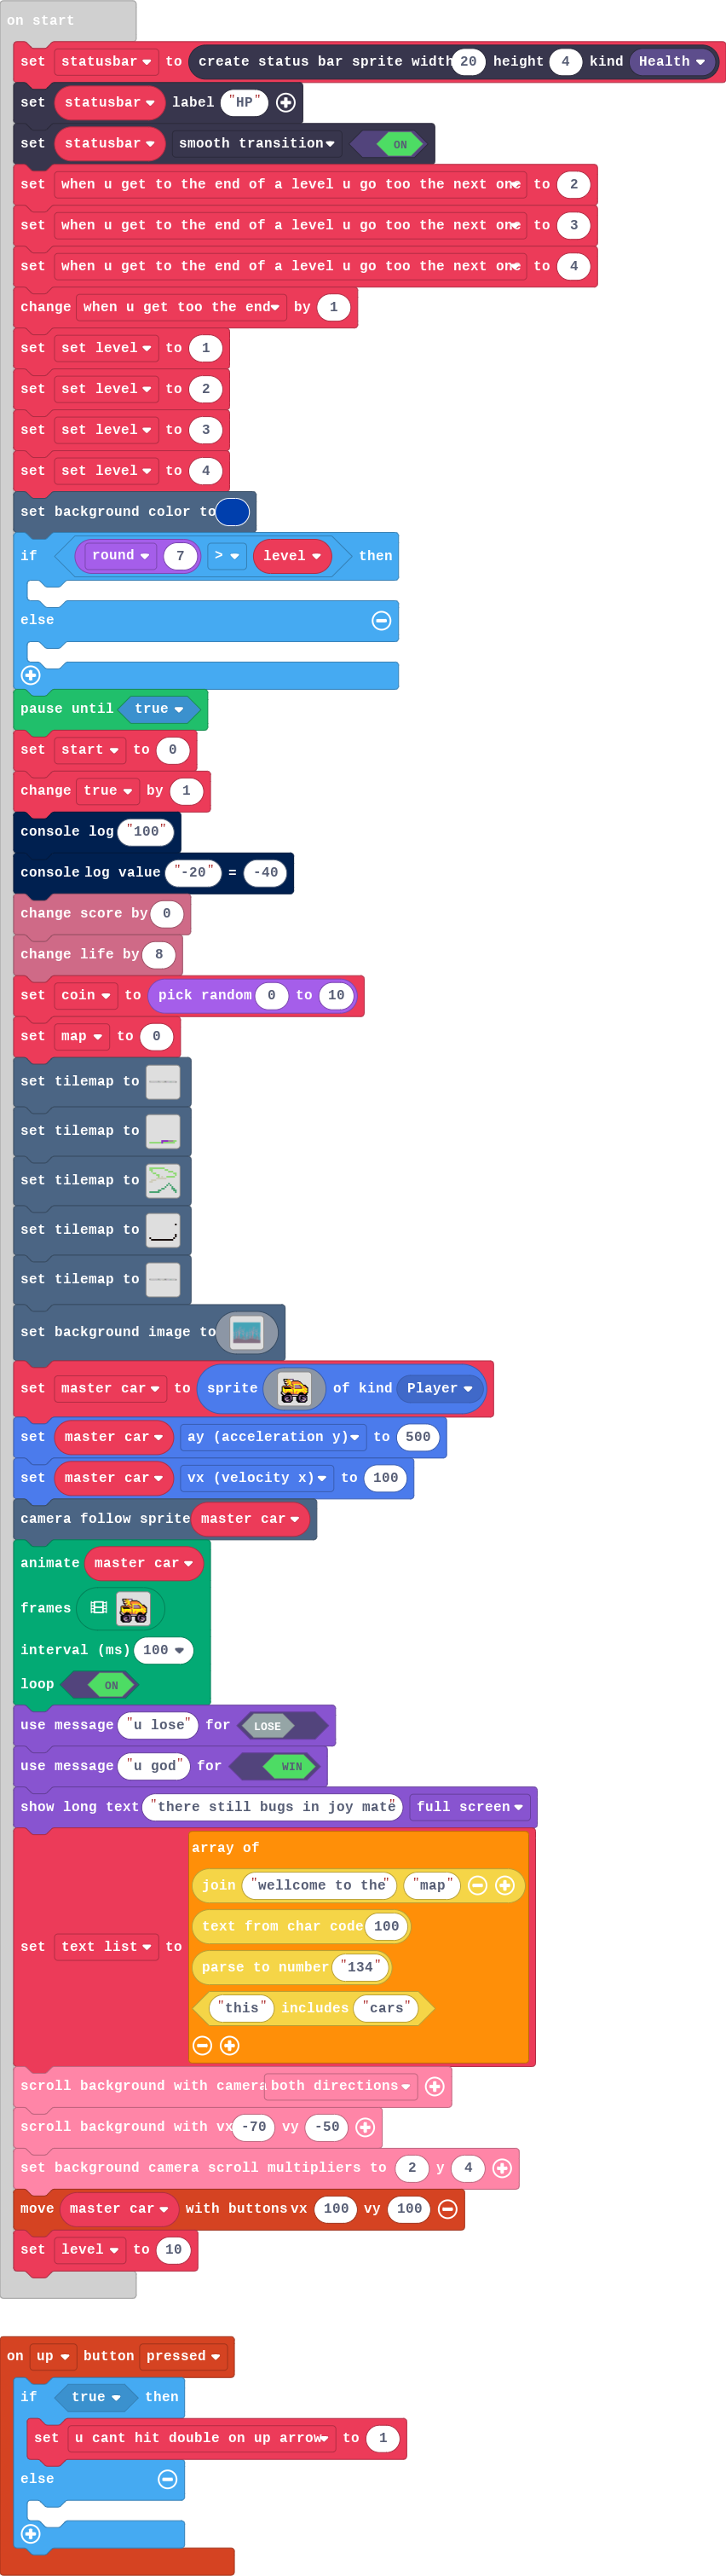 on start
set statusbar to create status bar sprite width 20 height 4 kind Health
set statusbar label "HP"
set statusbar smooth transition ON
set when u get to the end of a level u go too the next one to 2
set when u get to the end of a level u go too the next one to 3
set when u get to the end of a level u go too the next one to 4
change when u get too the end by 1
set set level to 1
set set level to 2
set set level to 3
set set level to 4
set background color to
if round 7 > level then
else
pause until true
set start to 0
change true by 1
console log "100"
console log value "-20" = -40
change score by 0
change life by 8
set coin to pick random 0 to 10
set map to 0
set tilemap to
set tilemap to
set tilemap to
set tilemap to
set tilemap to
set background image to
set master car to sprite of kind Player
set master car ay (acceleration y) to 500
set master car vx (velocity x) to 100
camera follow sprite master car
animate master car
frames
interval (ms) 100
loop ON
use message "u lose" for LOSE
use message "u god" for WIN
show long text "there still bugs in joy mate" full screen
array of
join "wellcome to the" "map"
text from char code 100
set text list to
parse to number "134"
"this" includes "cars"
scroll background with camera both directions
scroll background with vx -70 vy -50
set background camera scroll multipliers to 2 y 4
move master car with buttons vx 100 vy 100
set level to 10
on up button pressed
if true then
set u cant hit double on up arrow to 1
else